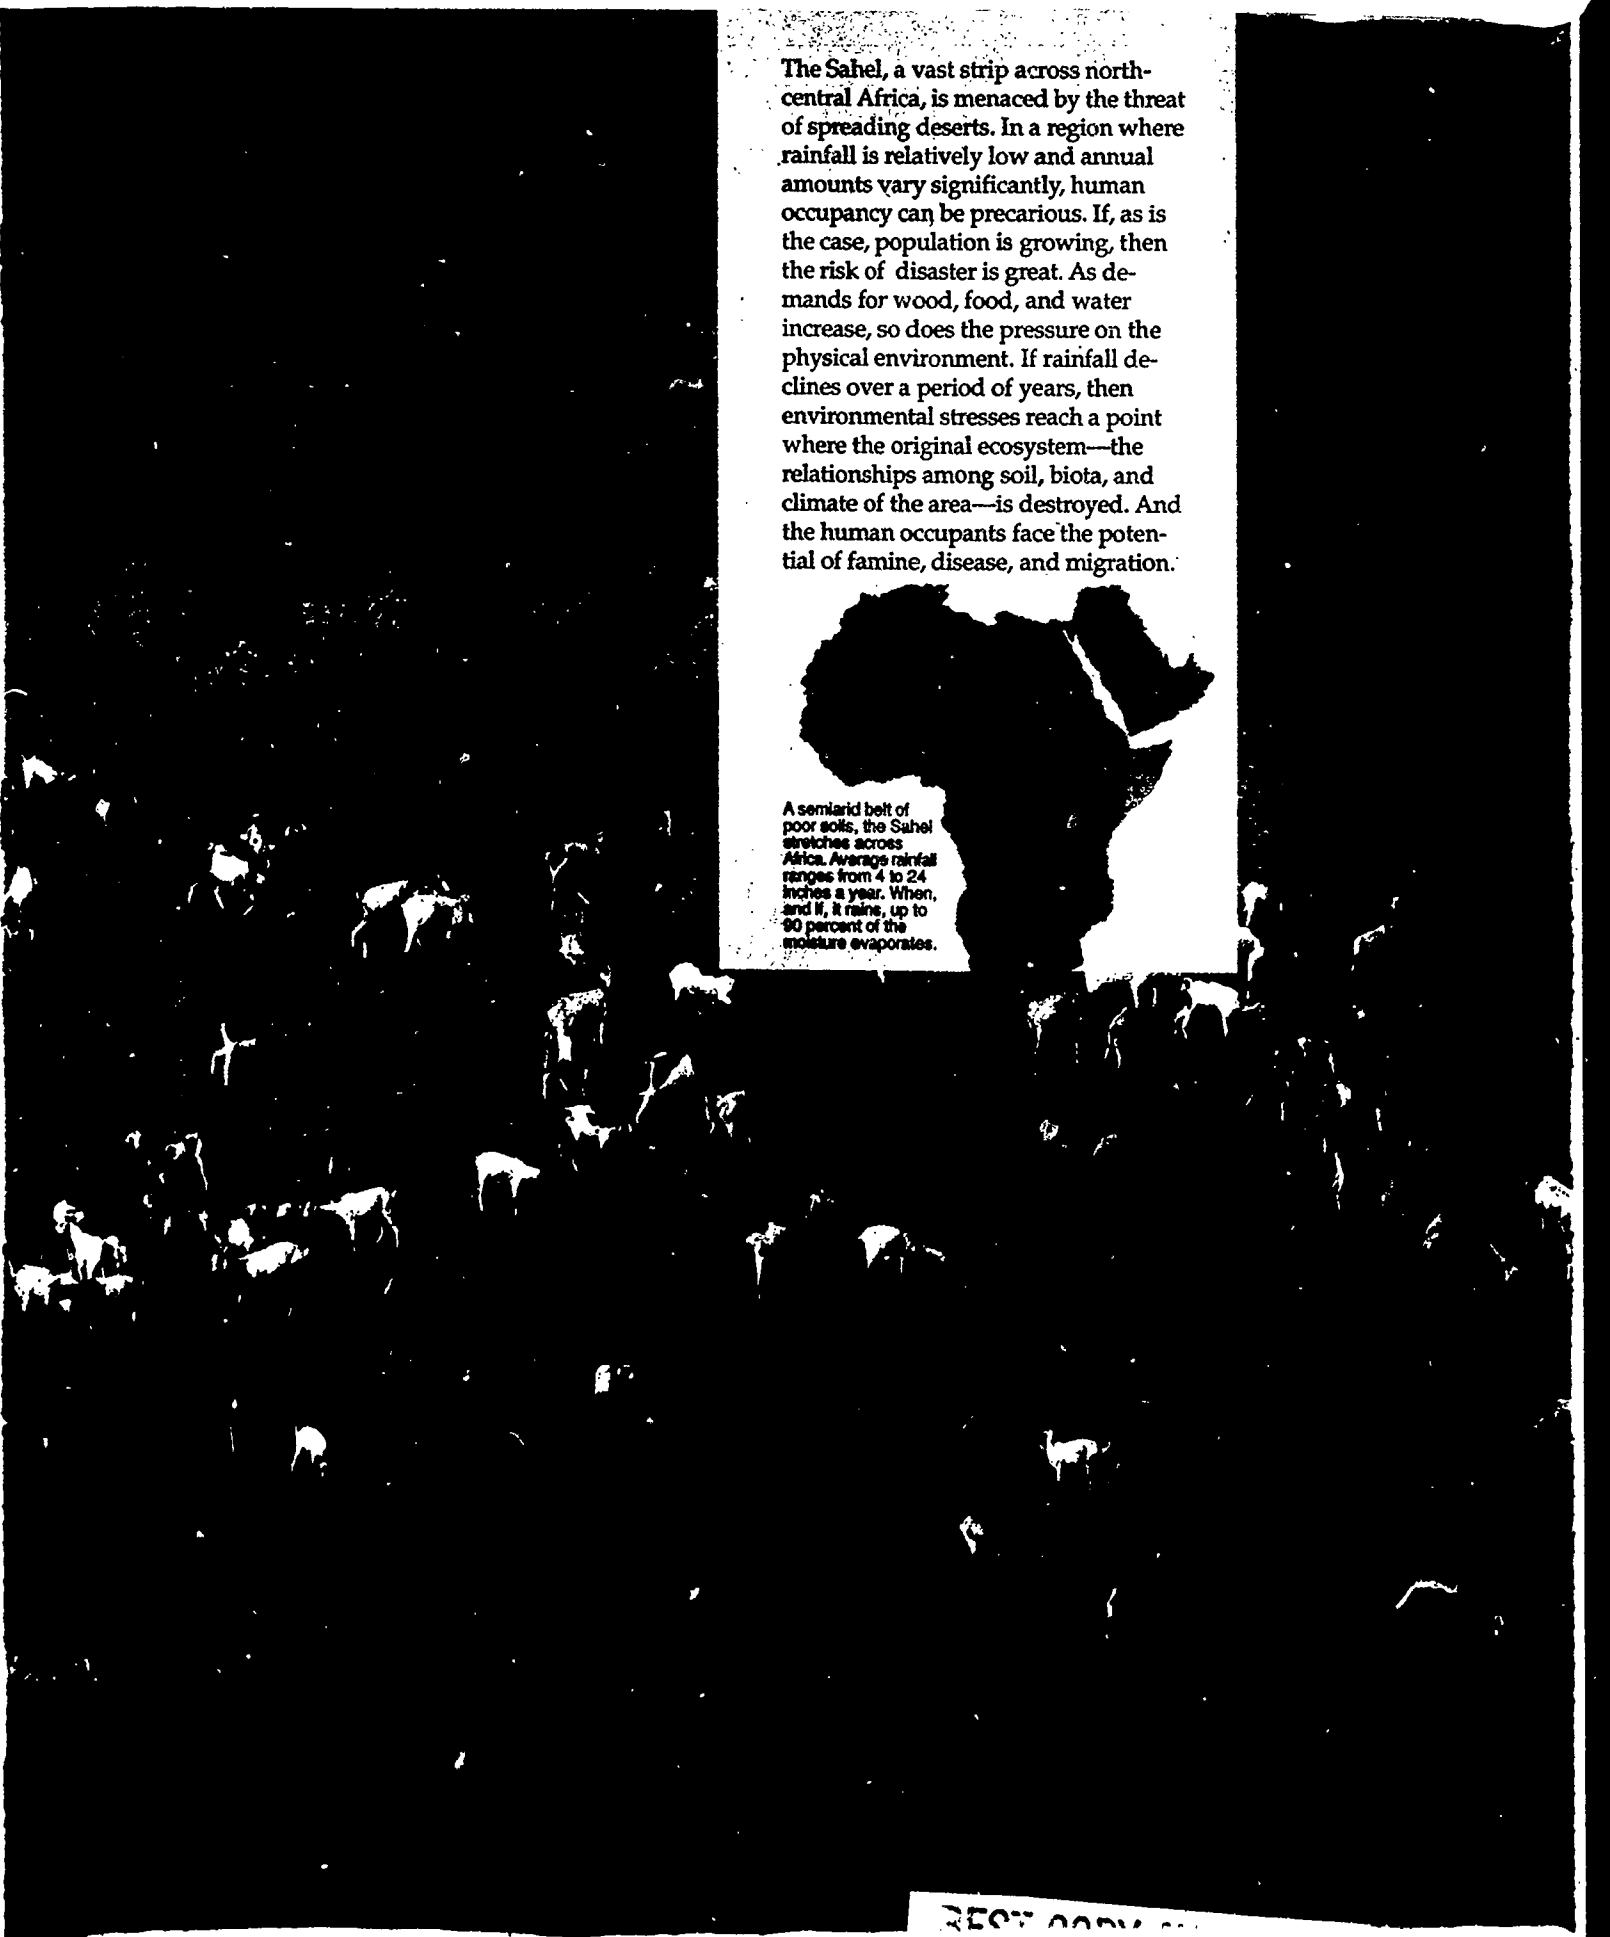 The Sahel, a vast strip across north-
central Africa, is menaced by the threat
of spreading deserts. In a region where
rainfall is relatively low and annual
amounts vary significantly, human
occupancy can be precarious. If, as is
the case, population is growing, then
the risk of disaster is great. As de-
mands for wood, food, and water
increase, so does the pressure on the
physical environment. If rainfall de-
clines over a period of years, then
environmental stresses reach a point
where the original ecosystem—the
relationships among soil, biota, and
climate of the area—is destroyed. And
the human occupants face the poten-
tial of famine, disease, and migration.
A semiarid belt of
poor soils, the Sahel
stretches across
Africa. Average rainfall
ranges from 4 to 24
inches a year. When,
and if, it rains, up to
90 percent of the
moisture evaporates.
BEST COPY